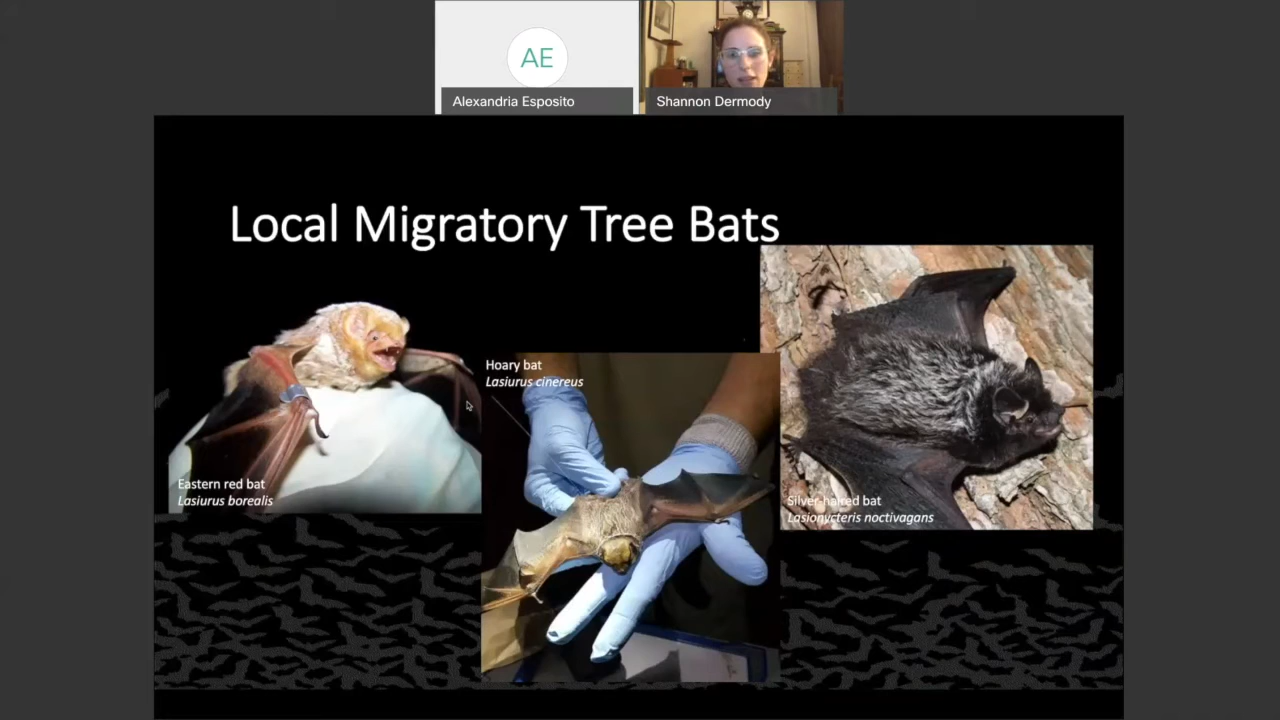 AE
Alexandria Esposito
Shannon Dermody
Local Migratory Tree Bats
Hoary bat
Lasiurus cinereus
Eastern red bat
Lasiurus borealis
Silver-haired bat
Lasionycteris noctivagans